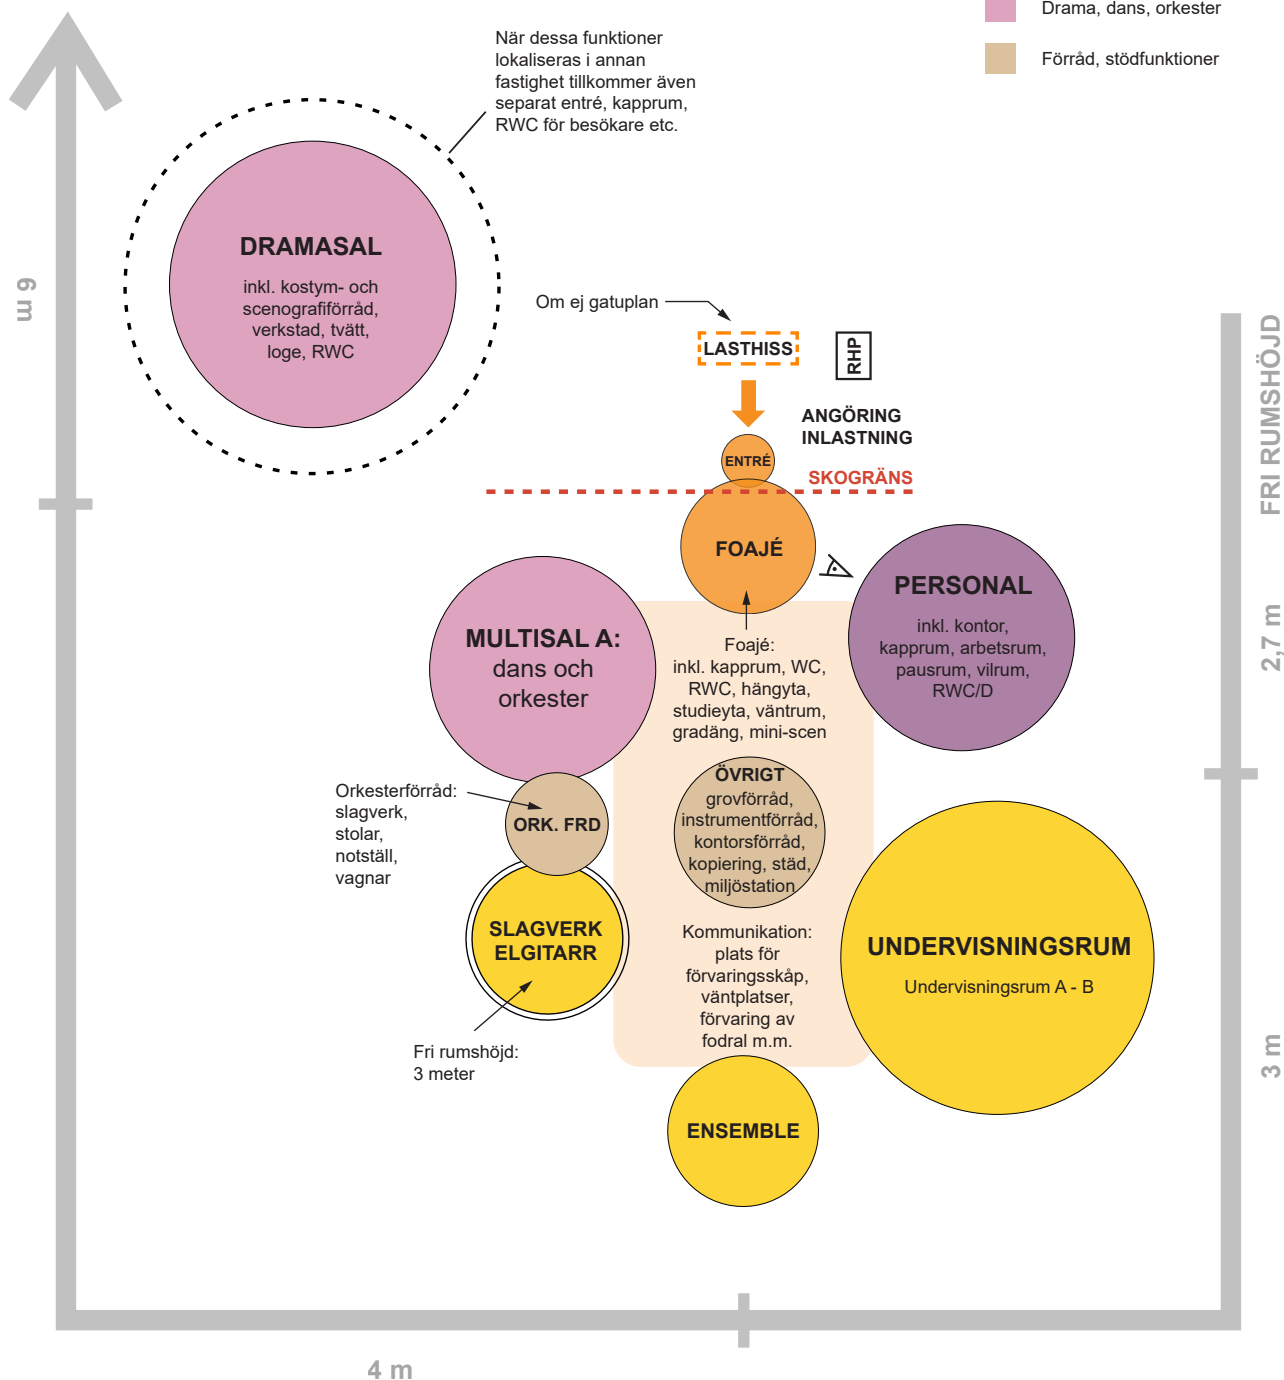 Drama, dans, orkester
Förråd, stödfunktioner
När dessa funktioner
lokaliseras i annan
fastighet tillkommer även
separat entré, kapprum,
RWC för besökare etc.
DRAMASAL
inkl. kostym- och
scenografiförråd,
verkstad, tvätt,
loge, RWC
6 m
Om ej gatuplan
LASTHISS
RHP
ANGÖRING
INLASTNING
ENTRÉ
SKOGRÄNS
FOAJÉ
FRI RUMSHÖJD
PERSONAL
inkl. kontor,
kapprum, arbetsrum,
pausrum, vilrum,
RWC/D
2,7 m
MULTISAL A:
dans och
orkester
Foajé:
inkl. kapprum, WC,
RWC, hängyta,
studieyta, väntrum,
gradäng, mini-scen
ÖVRIGT
grovförråd,
instrumentförråd,
kontorsförråd,
kopiering, städ,
miljöstation
Orkesterförråd:
slagverk,
stolar,
notställ,
vagnar
ORK. FRD
SLAGVERK
ELGITARR
Kommunikation:
plats för
förvaringsskåp,
väntplatser,
förvaring av
fodral m.m.
UNDERVISNINGSRUM
Undervisningsrum A - B
Fri rumshöjd:
3 meter
3 m
ENSEMBLE
4 m